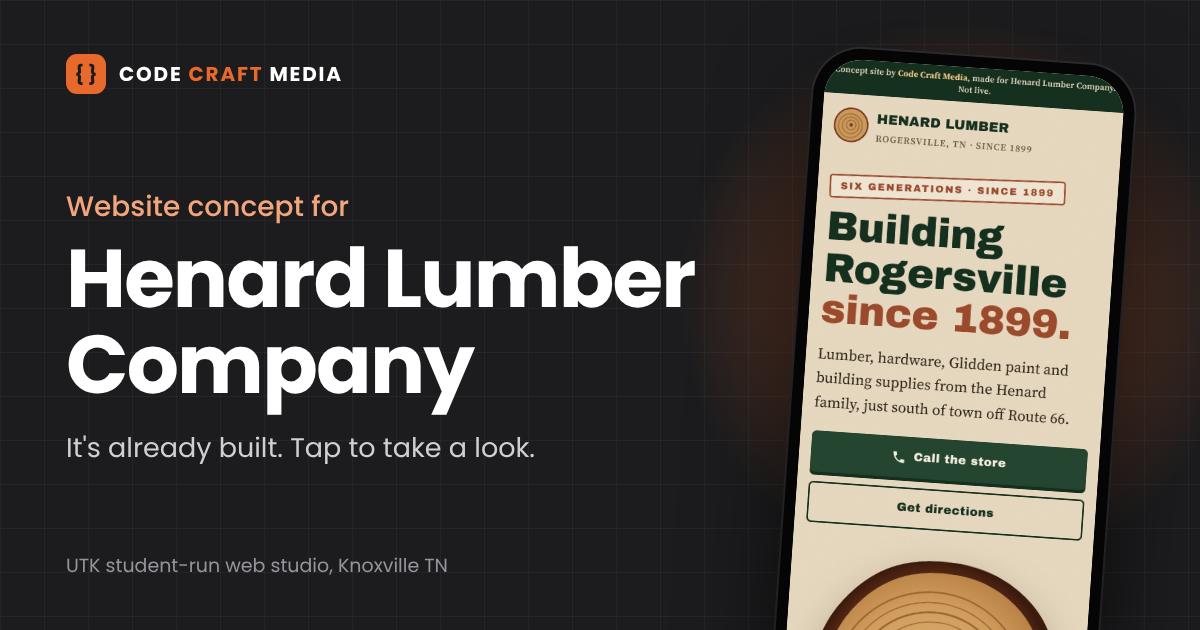 { } CODE CRAFT MEDIA
Website concept for
Henard Lumber
Company
It's already built. Tap to take a look.
UTK student-run web studio, Knoxville TN
Concept site by Code Craft Media, made for Henard Lumber Company.
Not live.
HENARD LUMBER
ROGERSVILLE, TN · SINCE 1899
SIX GENERATIONS · SINCE 1899
Building
Rogersville
since 1899.
Lumber, hardware, Glidden paint and
building supplies from the Henard
family, just south of town off Route 66.
Call the store
Get directions